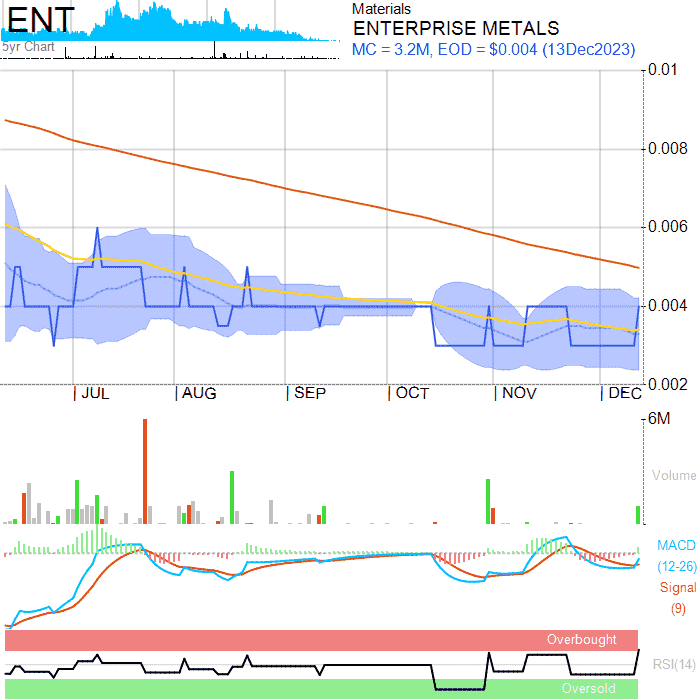 ENT
5yr Chart
Materials
ENTERPRISE METALS
MC = 3.2M, EOD = $0.004 (13Dec2023)
0.01
0.008
0.006
0.004
0.002
| JUL | AUG | SEP | OCT | NOV | DEC
6M
Volume
MACD
(12-26)
Signal
(9)
Overbought
RSI(14)
Oversold